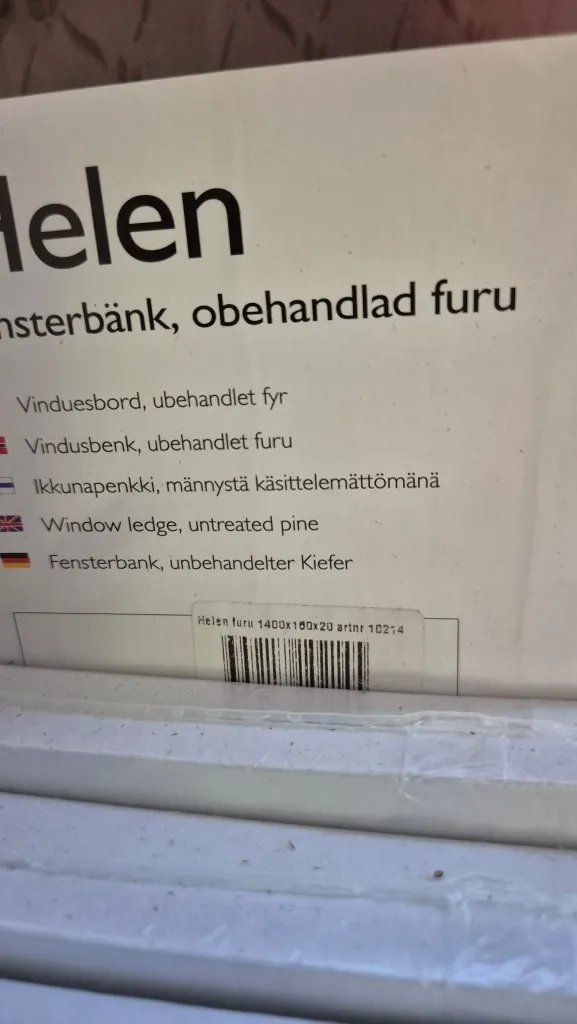 Helen
nsterbänk, obehandlad furu
Vinduesbord, ubehandlet fyr
Vindusbenk, ubehandlet furu
Ikkunapenkki, männystä käsittelemättömänä
Window ledge, untreated pine
Fensterbank, unbehandelter Kiefer
Helen furu 1400x160x20 artnr 10214